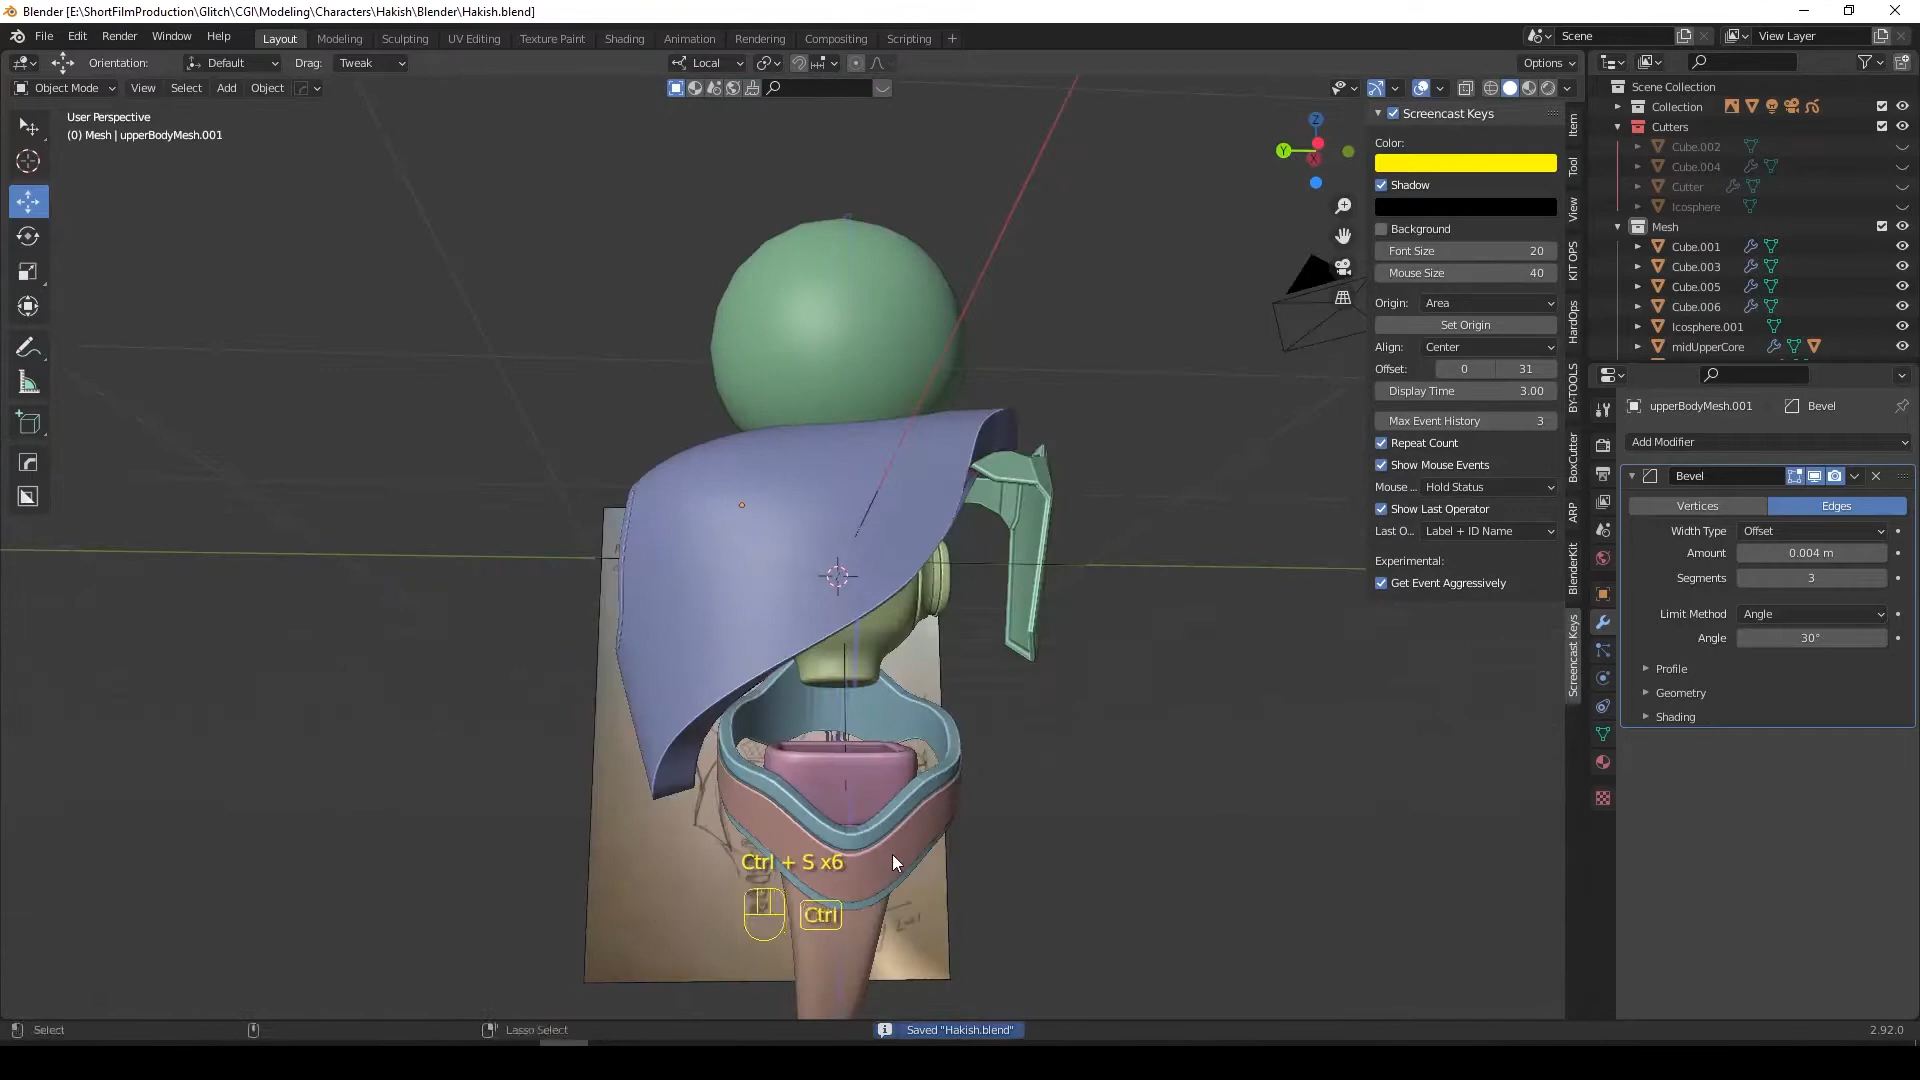 Blender [E:\ShortFilmProduction\Glitch\CGI\Modeling\Characters\Hakish\Blender\Hakish.blend]
File Edit Render Window Help Layout Modeling Sculpting UV Editing Texture Paint Shading Animation Rendering Compositing Scripting + Scene View Layer
Orientation: Default Drag: Tweak Local Options
Object Mode View Select Add Object
User Perspective
(0) Mesh | upperBodyMesh.001
Z
Y
X
Screencast Keys
Color:
Shadow
Background
Font Size 20
Mouse Size 40
Origin: Area
Set Origin
Align: Center
Offset: 0 31
Display Time 3.00
Max Event History 3
Repeat Count
Show Mouse Events
Mouse ... Hold Status
Show Last Operator
Last O... Label + ID Name
Experimental:
Get Event Aggressively
Item
Tool
View
KIT OPS
HardOps
BY-TOOLS
BoxCutter
ARP
BlenderKit
Screencast Keys
Scene Collection
Collection
Cutters
Cube.002
Cube.004
Cutter
Icosphere
Mesh
Cube.001
Cube.003
Cube.005
Cube.006
Icosphere.001
midUpperCore
upperBodyMesh.001 Bevel
Add Modifier
Bevel
Vertices Edges
Width Type Offset
Amount 0.004 m
Segments 3
Limit Method Angle
Angle 30°
Profile
Geometry
Shading
Ctrl + S x6
Ctrl
Select Lasso Select Saved "Hakish.blend" 2.92.0